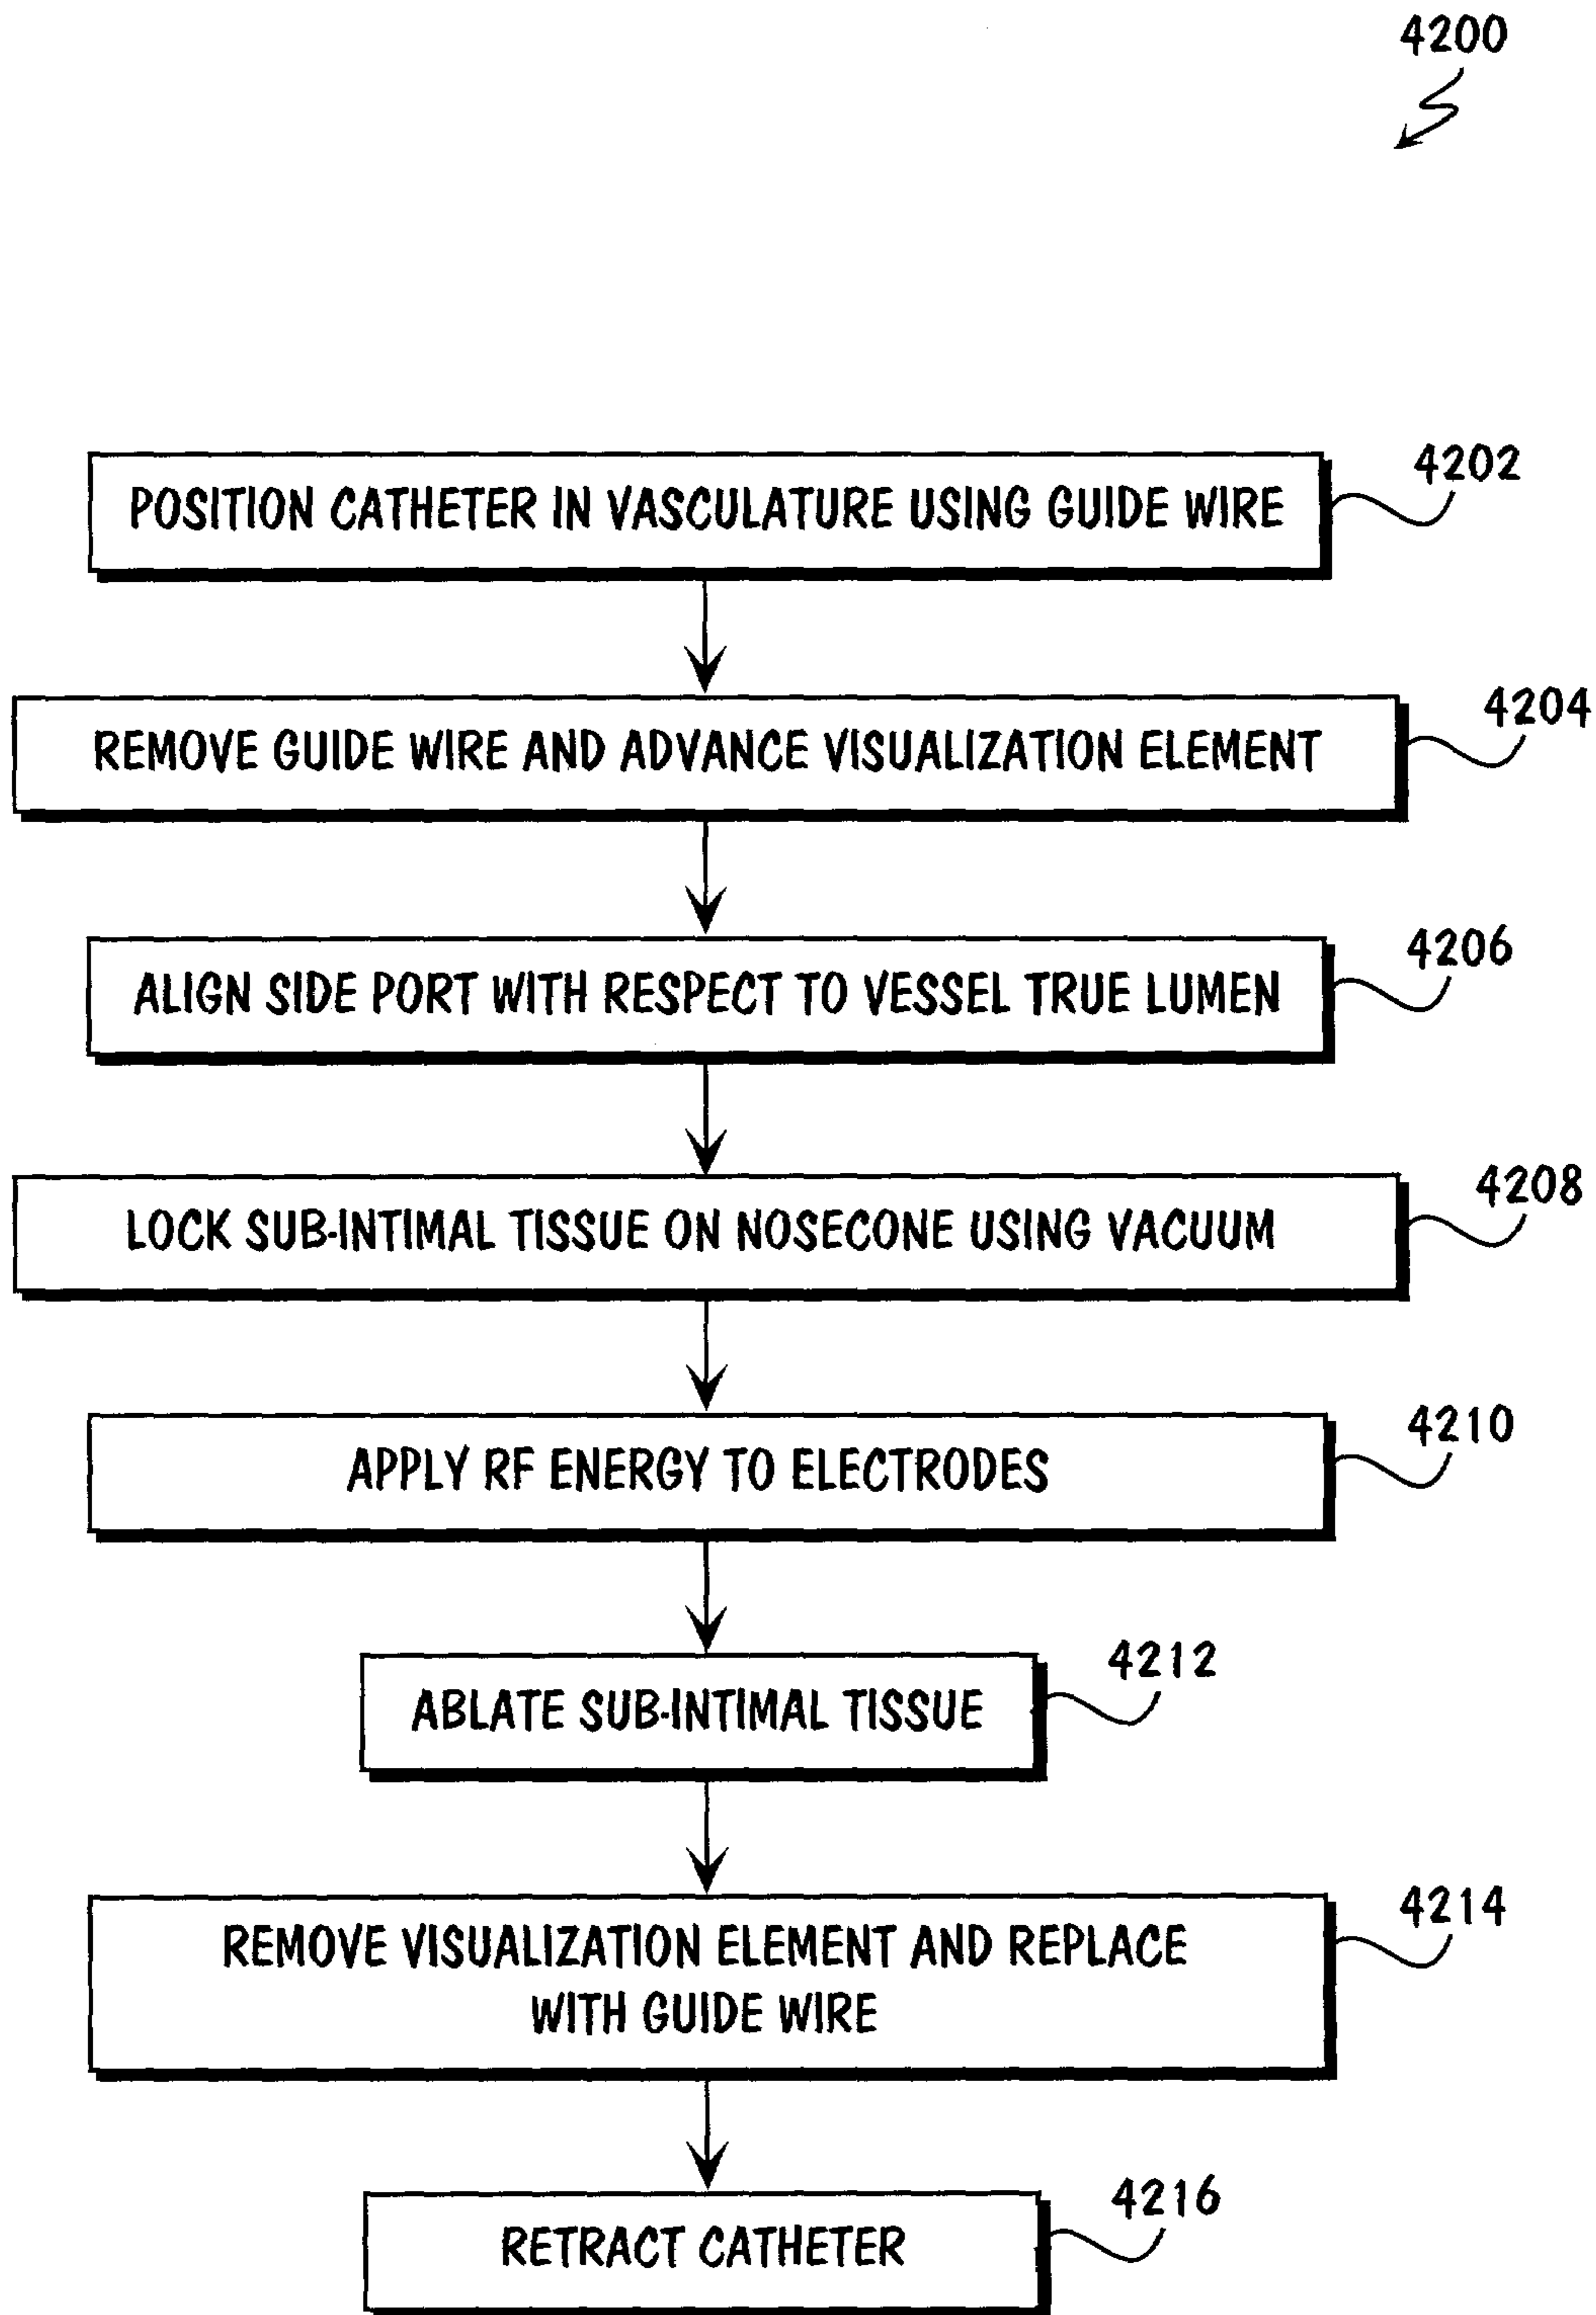 4200
POSITION CATHETER IN VASCULATURE USING GUIDE WIRE
4202
REMOVE GUIDE WIRE AND ADVANCE VISUALIZATION ELEMENT
4204
ALIGN SIDE PORT WITH RESPECT TO VESSEL TRUE LUMEN
4206
LOCK SUB-INTIMAL TISSUE ON NOSECONE USING VACUUM
4208
APPLY RF ENERGY TO ELECTRODES
4210
ABLATE SUB-INTIMAL TISSUE
4212
REMOVE VISUALIZATION ELEMENT AND REPLACE
WITH GUIDE WIRE
4214
RETRACT CATHETER
4216